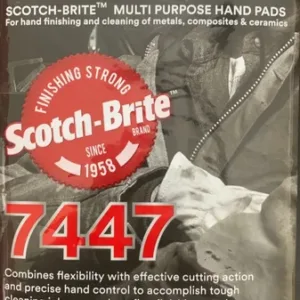 SCOTCH-BRITE™ MULTI PURPOSE HAND PADS
For hand finishing and cleaning of metals, composites & ceramics
FINISHING STRONG
Scotch-Brite™
BRAND
SINCE
1958
7447
Combines flexibility with effective cutting action
and precise hand control to accomplish tough